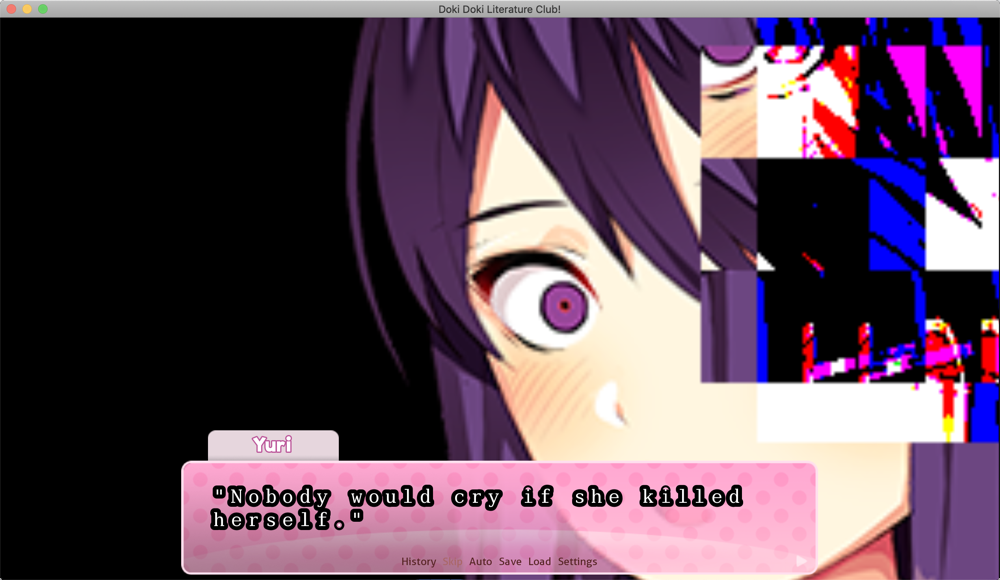 Doki Doki Literature Club!
Yuri
"Nobody would cry if she killed
herself."
History Skip Auto Save Load Settings